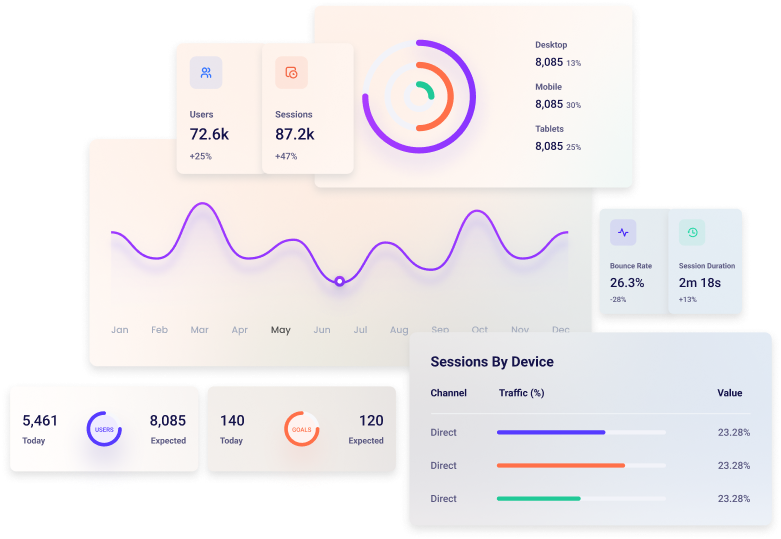 Desktop
8,085 13%
Mobile
8,085 30%
Tablets
8,085 25%
Users
72.6k
+25%
Sessions
87.2k
+47%
Jan Feb Mar Apr May Jun Jul Aug Sep Oct Nov Dec
Bounce Rate
26.3%
-28%
Session Duration
2m 18s
+13%
5,461
Today
USERS
8,085
Expected
140
Today
GOALS
120
Expected
Sessions By Device
Channel Traffic (%) Value
Direct 23.28%
Direct 23.28%
Direct 23.28%